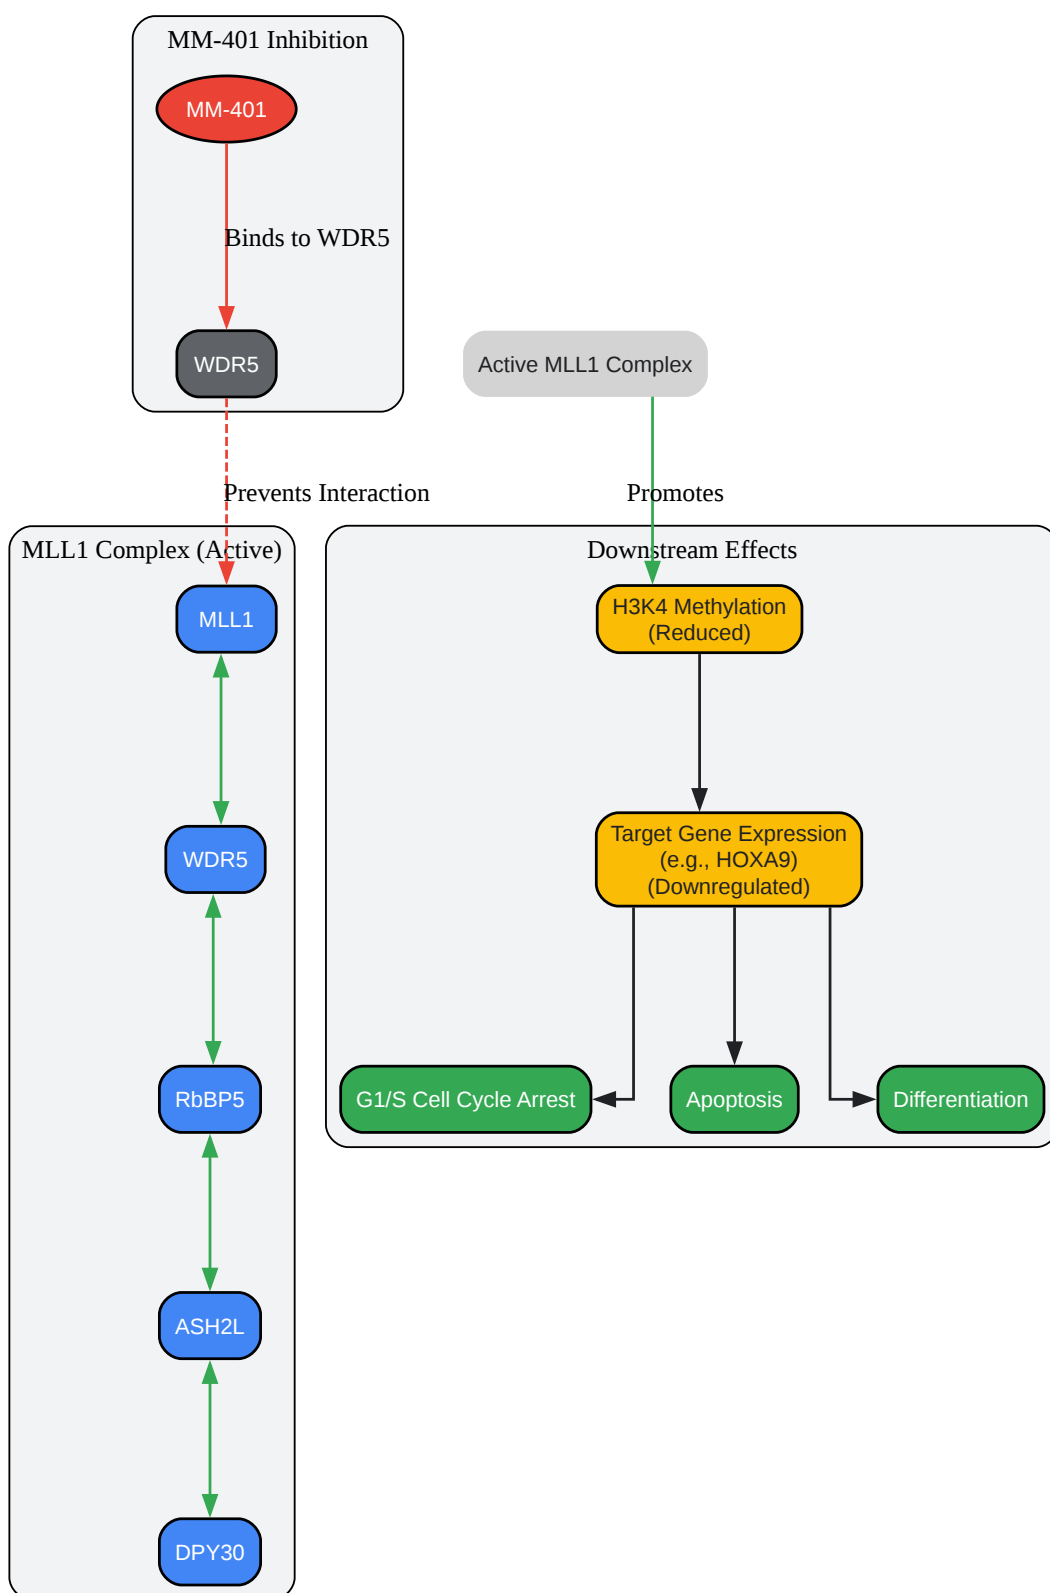 MM-401 Inhibition
MM-401
Binds to WDR5
WDR5
Active MLL1 Complex
Prevents Interaction
Promotes
MLL1 Complex (Active)
Downstream Effects
MLL1
H3K4 Methylation
(Reduced)
WDR5
Target Gene Expression
(e.g., HOXA9)
(Downregulated)
RbBP5
G1/S Cell Cycle Arrest
Apoptosis
Differentiation
ASH2L
DPY30